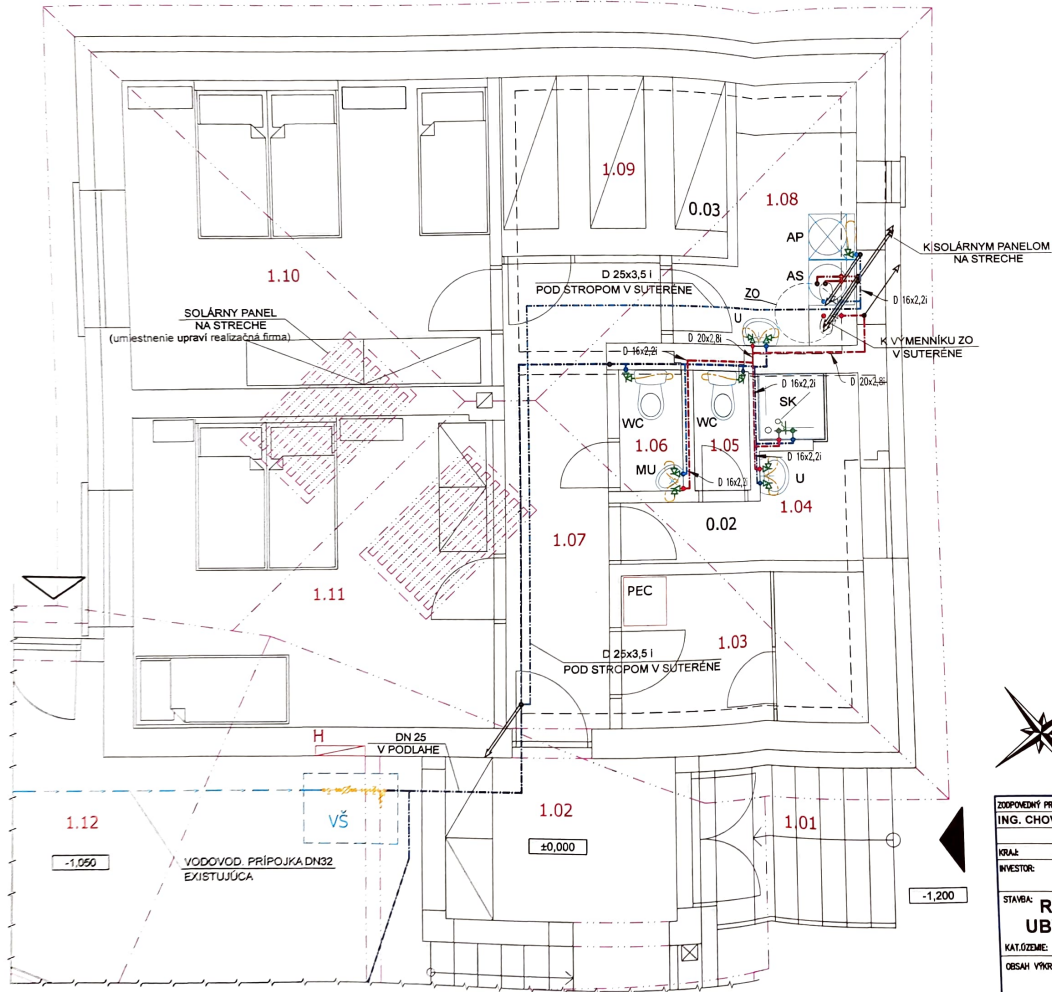 1.09
0.03
1.08
AP
K SOLÁRNYM PANELOM
NA STRECHE
1.10
D 25x3,5 i
POD STROPOM V SUTERÉNE
AS
ZO
D 16x2,2i
SOLÁRNY PANEL
NA STRECHE
(umiestnenie upraví realizačná firma)
U
D 20x2,8i
K VÝMENNÍKU ZO
V SUTERÉNE
D 16x2,2i
D 20x2,8i
D 16x2,2i
SK
WC
WC
1.06
1.05
MU
D 16x2,2i
D 16x2,2i
U
1.04
0.02
1.07
1.11
PEC
1.03
D 25x3,5 i
POD STROPOM V SUTERÉNE
H
DN 25
V PODLAHE
1.02
1.01
1.12
VŠ
±0,000
-1,050
VODOVOD. PRÍPOJKA DN32
EXISTUJÚCA
-1,200
ZODPOVEDNÝ PR
ING. CHOV
KRAJ:
INVESTOR:
STAVBA: R
UB
KAT.ÚZEMIE:
OBSAH VÝKR